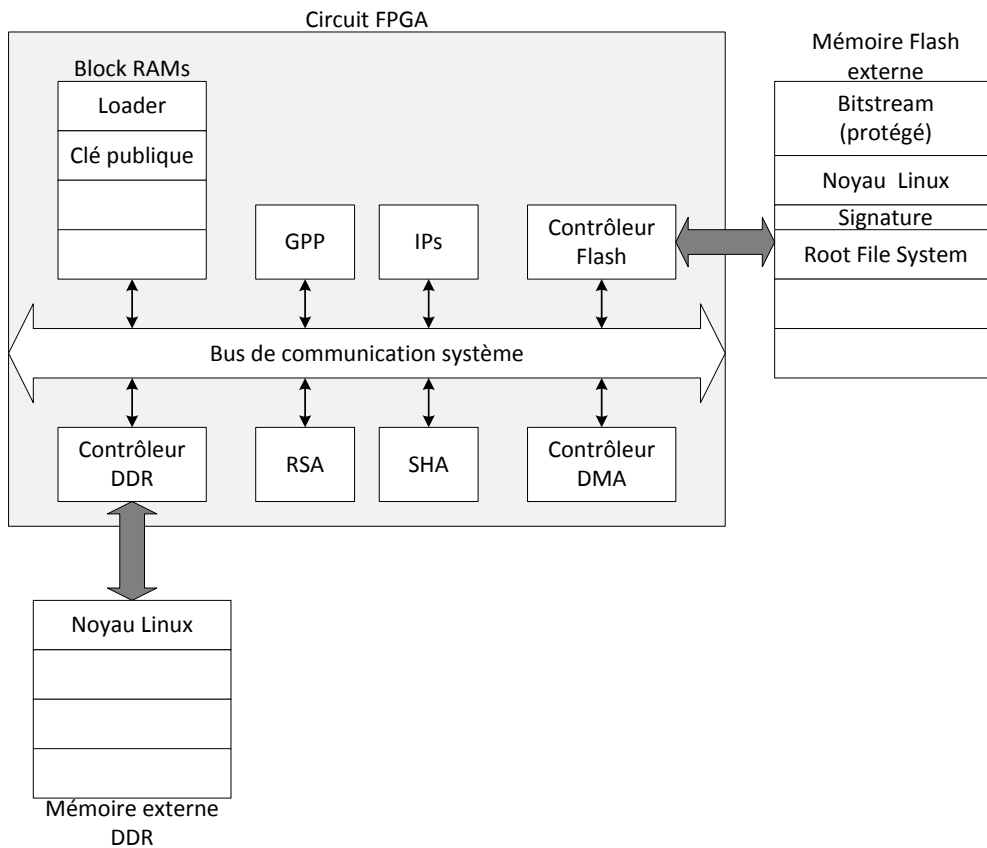 Circuit FPGA
Block RAMs
Loader
Clé publique
GPP
IPs
Contrôleur
Flash
Mémoire Flash
externe
Bitstream
(protégé)
Noyau Linux
Signature
Root File System
Bus de communication système
Contrôleur
DDR
RSA
SHA
Contrôleur
DMA
Noyau Linux
Mémoire externe
DDR